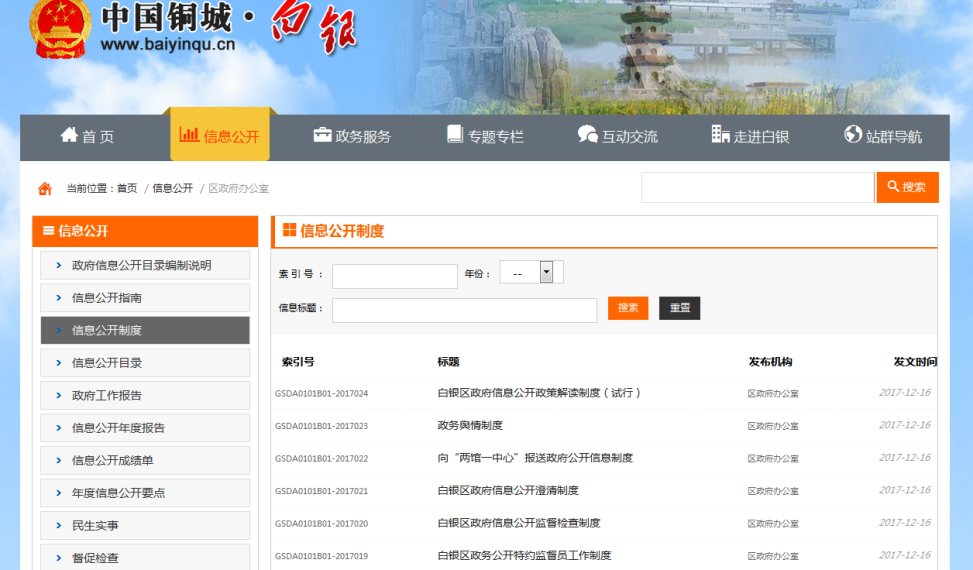 中国铜城·白银
www.baiyinqu.cn
首 页 信息公开 政务服务 专题专栏 互动交流 走进白银 站群导航
当前位置：首页 / 信息公开 / 区政府办公室
搜索
信息公开
政府信息公开目录编制说明
信息公开指南
信息公开制度
信息公开目录
政府工作报告
信息公开年度报告
信息公开成绩单
年度信息公开要点
民生实事
督促检查
信息公开制度
索 引 号 ： 年份： --
信息标题： 搜索 重置
索引号 标题 发布机构 发文时间
GSDA0101B01-2017024 白银区政府信息公开政策解读制度（试行） 区政府办公室 2017-12-16
GSDA0101B01-2017023 政务舆情制度 区政府办公室 2017-12-16
GSDA0101B01-2017022 向“两馆一中心”报送政府公开信息制度 区政府办公室 2017-12-16
GSDA0101B01-2017021 白银区政府信息公开澄清制度 区政府办公室 2017-12-16
GSDA0101B01-2017020 白银区政府信息公开监督检查制度 区政府办公室 2017-12-16
GSDA0101B01-2017019 白银区政务公开特约监督员工作制度 区政府办公室 2017-12-16